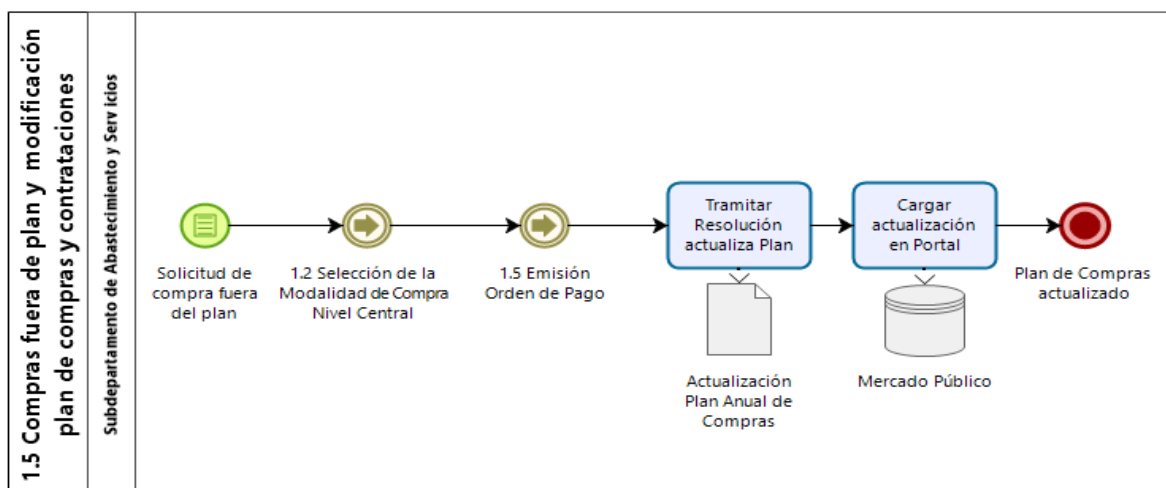 1.5 Compras fuera de plan y modificación
plan de compras y contrataciones
Subdepartamento de Abastecimiento y Servicios
Solicitud de
compra fuera
del plan
1.2 Selección de la
Modalidad de Compra
Nivel Central
1.5 Emisión
Orden de Pago
Tramitar
Resolución
actualiza Plan
Actualización
Plan Anual de
Compras
Cargar
actualización
en Portal
Mercado Público
Plan de Compras
actualizado